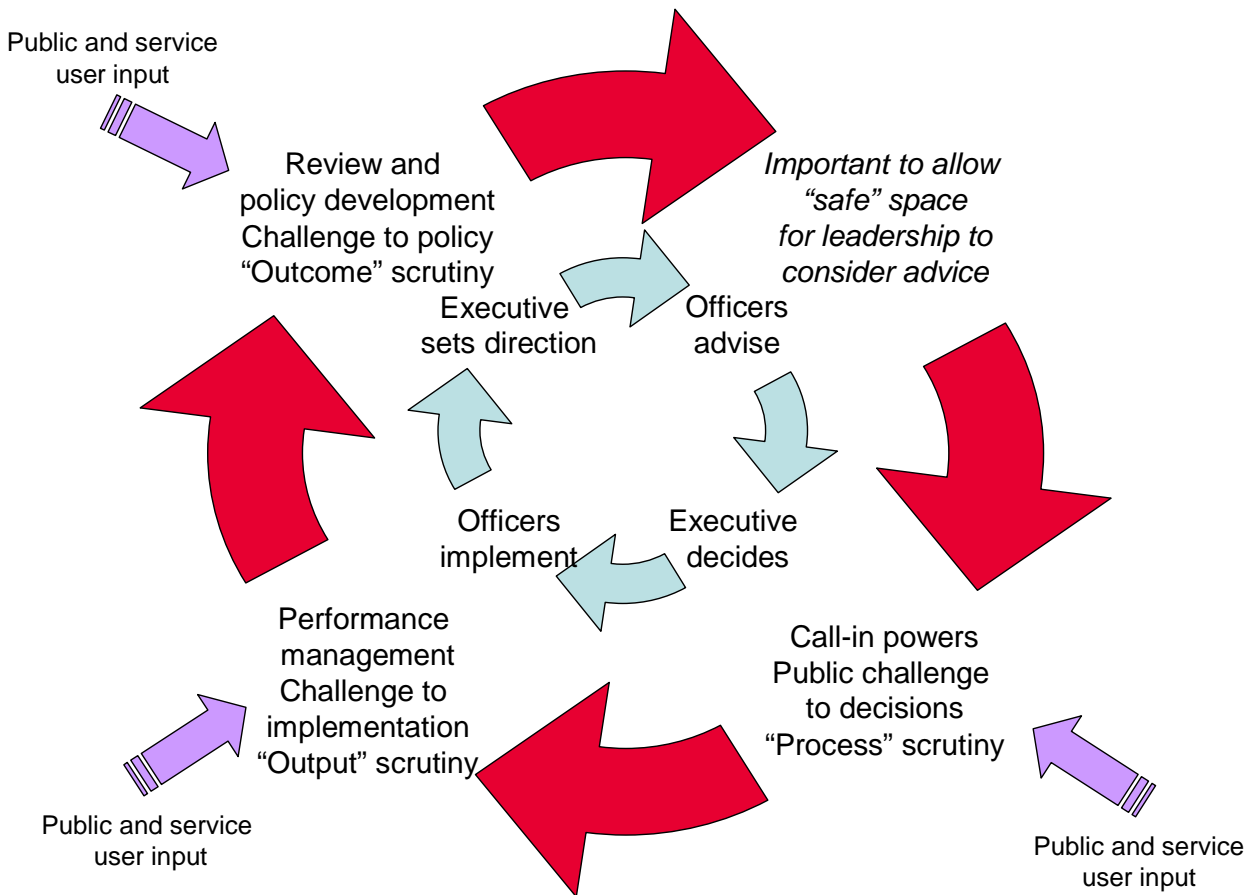 Public and service
user input
Review and
policy development
Challenge to policy
“Outcome” scrutiny
Important to allow
“safe” space
for leadership to
consider advice
Executive
sets direction
Officers
advise
Officers
implement
Executive
decides
Performance
management
Challenge to
implementation
“Output” scrutiny
Call-in powers
Public challenge
to decisions
“Process” scrutiny
Public and service
user input
Public and service
user input